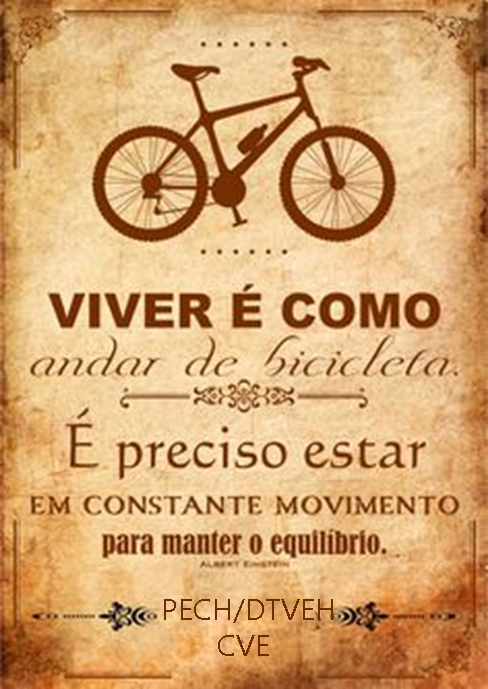 VIVER É COMO
andar de bicicleta.
É preciso estar
EM CONSTANTE MOVIMENTO
para manter o equilíbrio.
ALBERT EINSTEIN
PECH/DTVEH
CVE